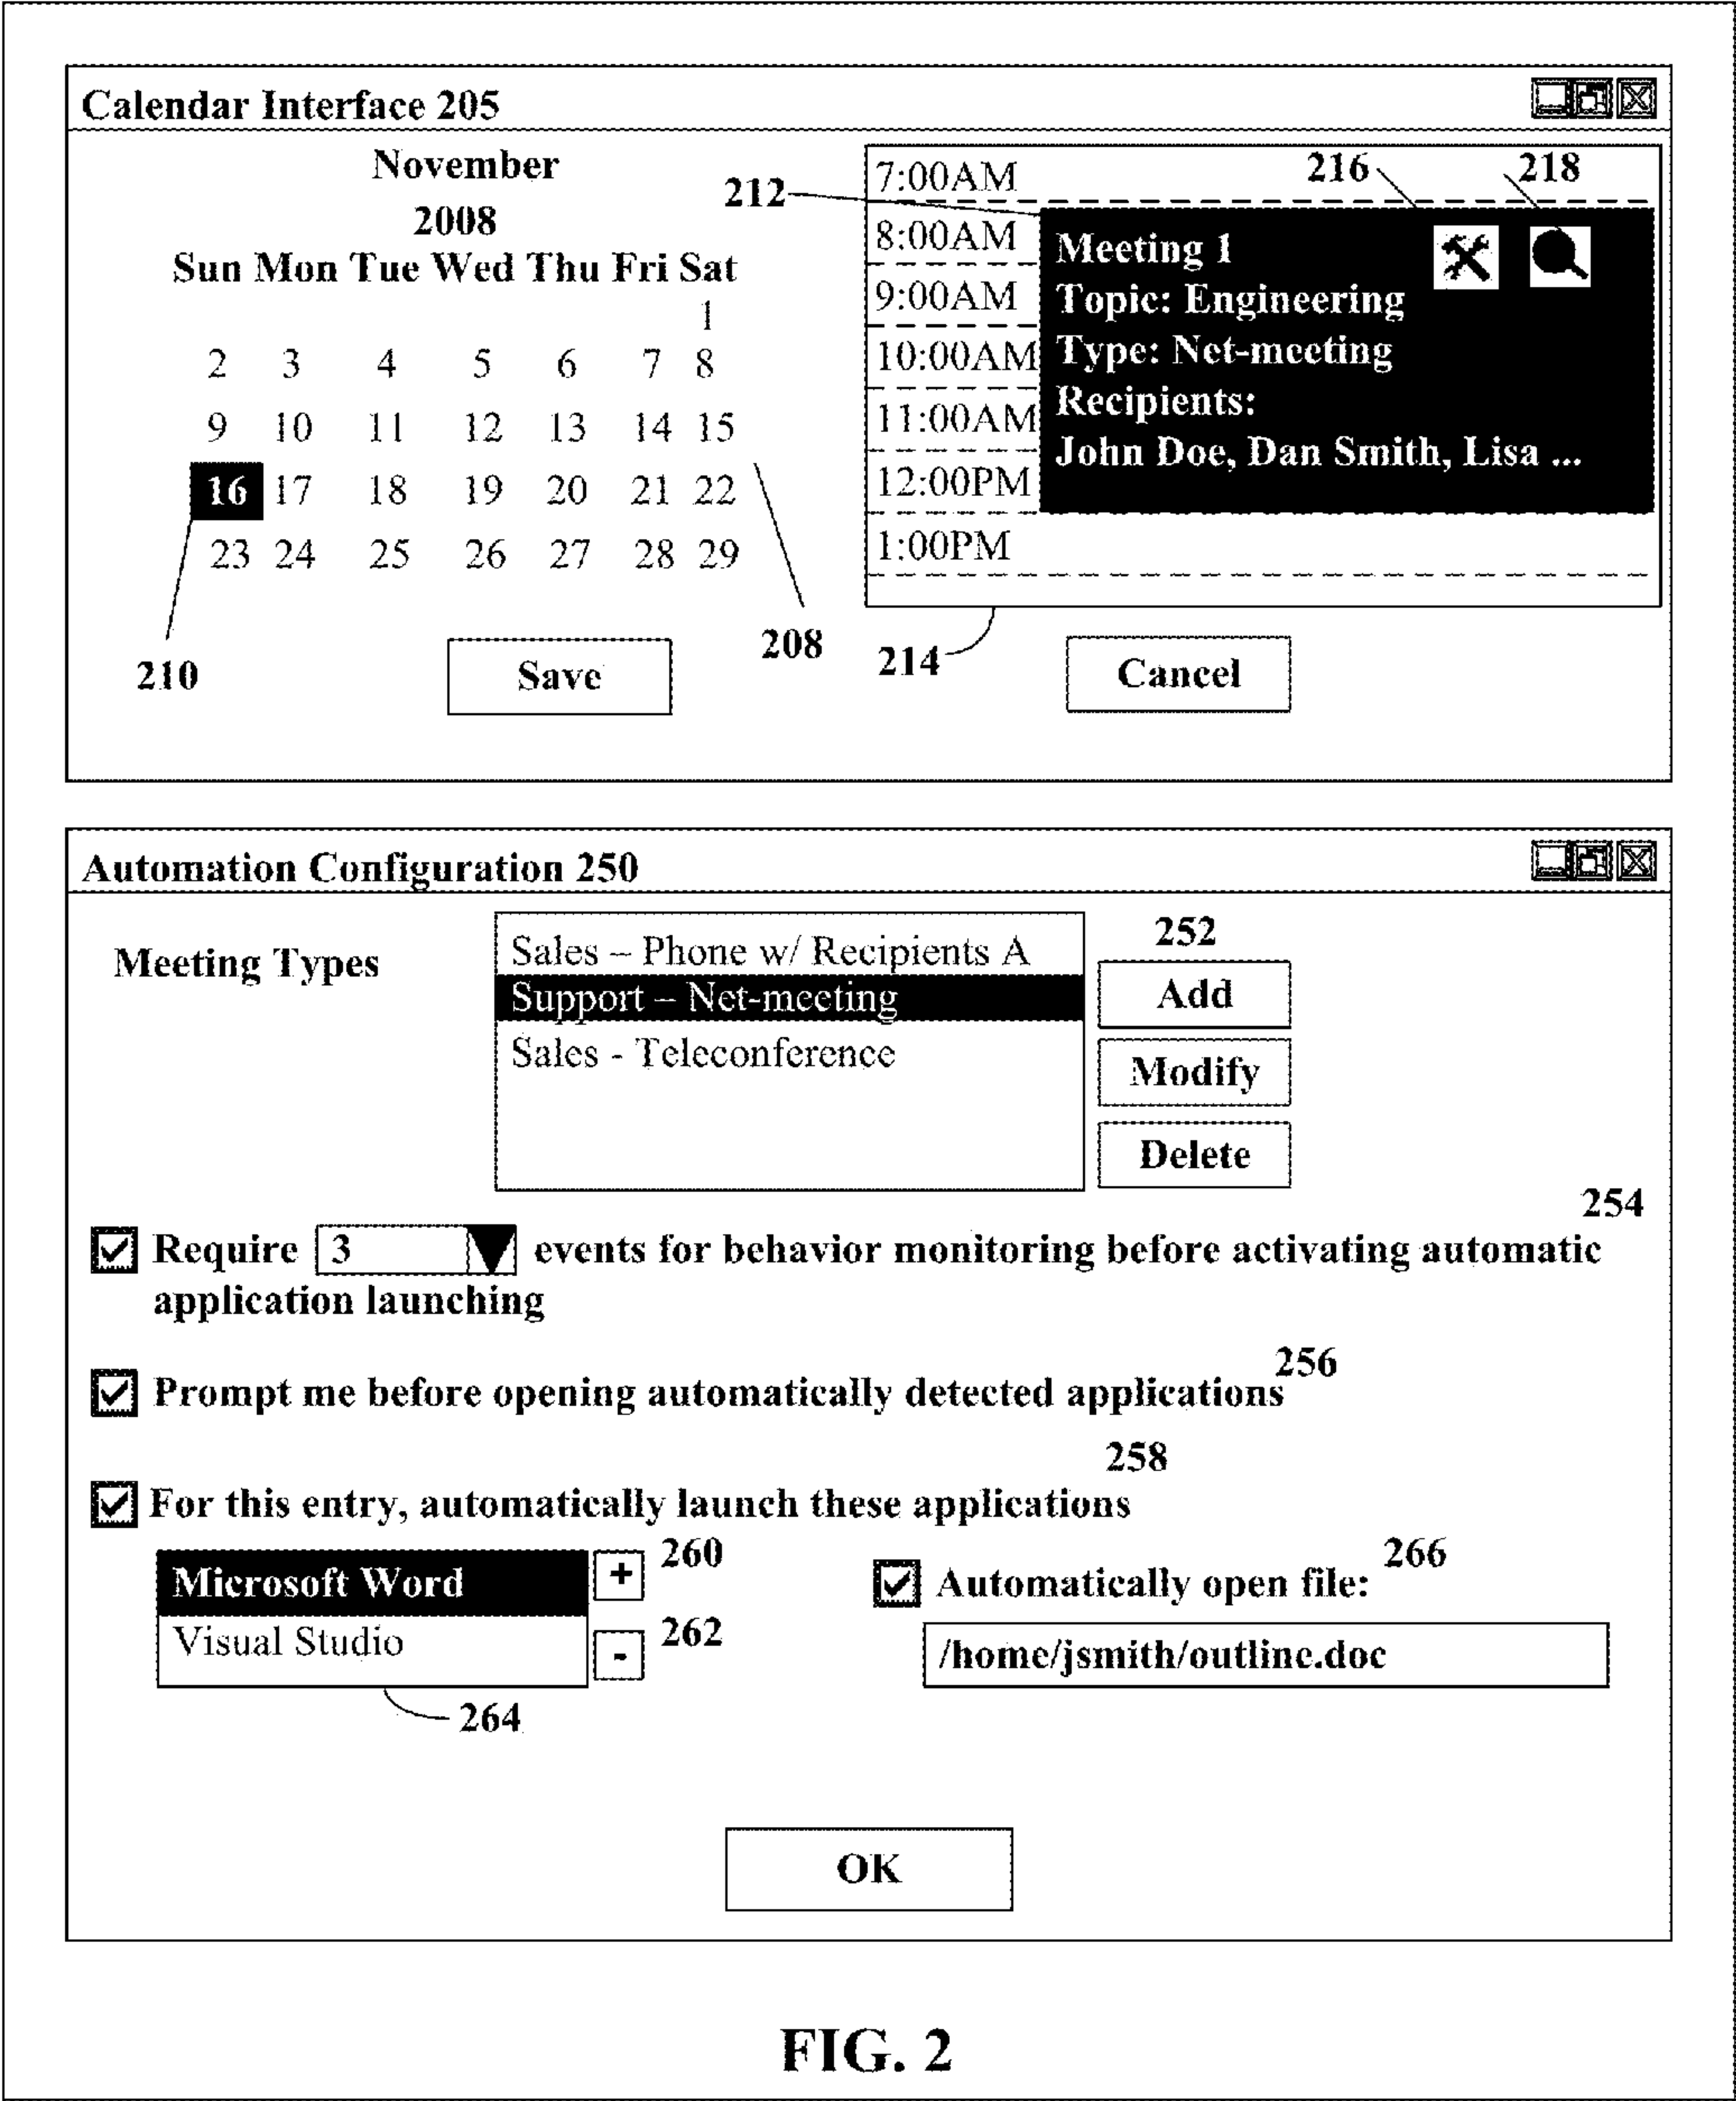 Calendar Interface 205
November
2008
Sun Mon Tue Wed Thu Fri Sat
1
2 3 4 5 6 7 8
9 10 11 12 13 14 15
16 17 18 19 20 21 22
23 24 25 26 27 28 29
210
208
Save
212
7:00AM
8:00AM
9:00AM
10:00AM
11:00AM
12:00PM
1:00PM
216
218
Meeting 1
Topic: Engineering
Type: Net-meeting
Recipients:
John Doe, Dan Smith, Lisa ...
214
Cancel
Automation Configuration 250
Meeting Types
Sales – Phone w/ Recipients A
Support – Net-meeting
Sales - Teleconference
252
Add
Modify
Delete
254
Require 3 events for behavior monitoring before activating automatic
application launching
256
Prompt me before opening automatically detected applications
258
For this entry, automatically launch these applications
Microsoft Word
Visual Studio
+
260
-
262
264
266
Automatically open file:
/home/jsmith/outline.doc
OK
FIG. 2